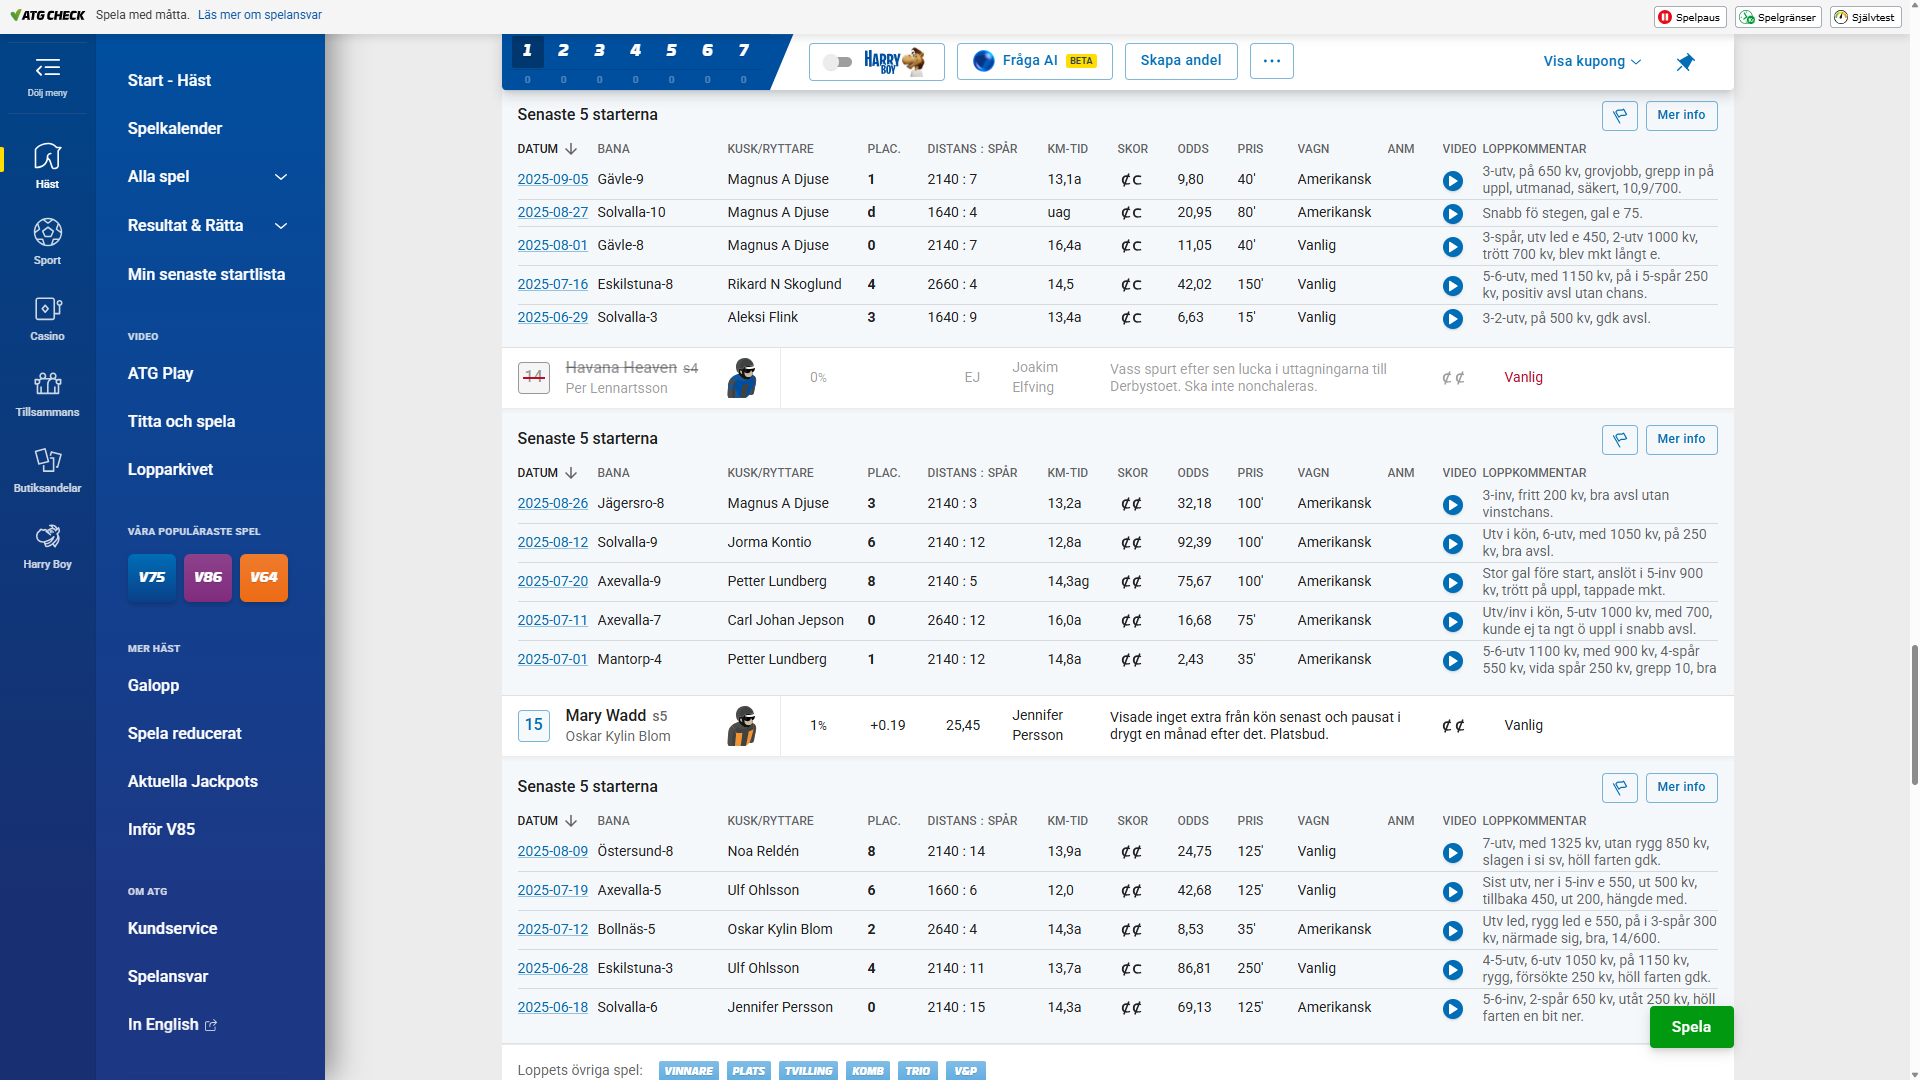 ATG CHECK Spela med måtta. Läs mer om spelansvar Spelpaus Spelgränser Självtest
Dölj meny
Häst
Sport
Casino
Tillsammans
Butiksandelar
Harry Boy
Start - Häst
Spelkalender
Alla spel
Resultat & Rätta
Min senaste startlista
VIDEO
ATG Play
Titta och spela
Lopparkivet
VÅRA POPULÄRASTE SPEL
V75 V86 V64
MER HÄST
Galopp
Spela reducerat
Aktuella Jackpots
Inför V85
OM ATG
Kundservice
Spelansvar
In English
1 2 3 4 5 6 7
0 0 0 0 0 0 0
HARRY BOY Fråga AI BETA Skapa andel ... Visa kupong
Senaste 5 starterna Mer info
DATUM BANA KUSK/RYTTARE PLAC. DISTANS : SPÅR KM-TID SKOR ODDS PRIS VAGN ANM VIDEO LOPPKOMMENTAR
2025-09-05 Gävle-9 Magnus A Djuse 1 2140 : 7 13,1a ₵ C 9,80 40' Amerikansk 3-utv, på 650 kv, grovjobb, grepp in på
uppl, utmanad, säkert, 10,9/700.
2025-08-27 Solvalla-10 Magnus A Djuse d 1640 : 4 uag ₵ C 20,95 80' Amerikansk Snabb fö stegen, gal e 75.
2025-08-01 Gävle-8 Magnus A Djuse 0 2140 : 7 16,4a ₵ C 11,05 40' Vanlig 3-spår, utv led e 450, 2-utv 1000 kv,
trött 700 kv, blev mkt långt e.
2025-07-16 Eskilstuna-8 Rikard N Skoglund 4 2660 : 4 14,5 ₵ C 42,02 150' Vanlig 5-6-utv, med 1150 kv, på i 5-spår 250
kv, positiv avsl utan chans.
2025-06-29 Solvalla-3 Aleksi Flink 3 1640 : 9 13,4a ₵ C 6,63 15' Vanlig 3-2-utv, på 500 kv, gdk avsl.
14 Havana Heaven s4 0% EJ Joakim Elfving Vass spurt efter sen lucka i uttagningarna till ₵ ₵ Vanlig
Per Lennartsson Derbystoet. Ska inte nonchaleras.
Senaste 5 starterna Mer info
DATUM BANA KUSK/RYTTARE PLAC. DISTANS : SPÅR KM-TID SKOR ODDS PRIS VAGN ANM VIDEO LOPPKOMMENTAR
2025-08-26 Jägersro-8 Magnus A Djuse 3 2140 : 3 13,2a ₵ ₵ 32,18 100' Amerikansk 3-inv, fritt 200 kv, bra avsl utan
vinstchans.
2025-08-12 Solvalla-9 Jorma Kontio 6 2140 : 12 12,8a ₵ ₵ 92,39 100' Amerikansk Utv i kön, 6-utv, med 1050 kv, på 250
kv, bra avsl.
2025-07-20 Axevalla-9 Petter Lundberg 8 2140 : 5 14,3ag ₵ ₵ 75,67 100' Amerikansk Stor gal före start, anslöt i 5-inv 900
kv, trött på uppl, tappade mkt.
2025-07-11 Axevalla-7 Carl Johan Jepson 0 2640 : 12 16,0a ₵ ₵ 16,68 75' Amerikansk Utv/inv i kön, 5-utv 1000 kv, med 700,
kunde ej ta ngt ö uppl i snabb avsl.
2025-07-01 Mantorp-4 Petter Lundberg 1 2140 : 12 14,8a ₵ ₵ 2,43 35' Amerikansk 5-6-utv 1100 kv, med 900 kv, 4-spår
550 kv, vida spår 250 kv, grepp 10, bra
15 Mary Wadd s5 1% +0.19 25,45 Jennifer Persson Visade inget extra från kön senast och pausat i ₵ ₵ Vanlig
Oskar Kylin Blom drygt en månad efter det. Platsbud.
Senaste 5 starterna Mer info
DATUM BANA KUSK/RYTTARE PLAC. DISTANS : SPÅR KM-TID SKOR ODDS PRIS VAGN ANM VIDEO LOPPKOMMENTAR
2025-08-09 Östersund-8 Noa Reldén 8 2140 : 14 13,9a ₵ ₵ 24,75 125' Vanlig 7-utv, med 1325 kv, utan rygg 850 kv,
slagen i si sv, höll farten gdk.
2025-07-19 Axevalla-5 Ulf Ohlsson 6 1660 : 6 12,0 ₵ ₵ 42,68 125' Vanlig Sist utv, ner i 5-inv e 550, ut 500 kv,
tillbaka 450, ut 200, hängde med.
2025-07-12 Bollnäs-5 Oskar Kylin Blom 2 2640 : 4 14,3a ₵ ₵ 8,53 35' Amerikansk Utv led, rygg led e 550, på i 3-spår 300
kv, närmade sig, bra, 14/600.
2025-06-28 Eskilstuna-3 Ulf Ohlsson 4 2140 : 11 13,7a ₵ C 86,81 250' Vanlig 4-5-utv, 6-utv 1050 kv, på 1150 kv,
rygg, försökte 250 kv, höll farten gdk.
2025-06-18 Solvalla-6 Jennifer Persson 0 2140 : 15 14,3a ₵ ₵ 69,13 125' Amerikansk 5-6-inv, 2-spår 650 kv, utåt 250 kv, höll
farten en bit ner.
Spela
Loppets övriga spel: VINNARE PLATS TVILLING KOMB TRIO V&P